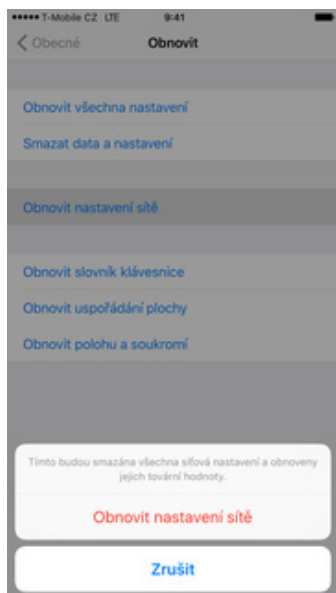 T-Mobile CZ LTE 9:41
Obecné Obnovit
Obnovit všechna nastavení
Smazat data a nastavení
Obnovit nastavení sítě
Obnovit slovník klávesnice
Obnovit uspořádání plochy
Obnovit polohu a soukromí
Tímto budou smazána všechna síťová nastavení a obnoveny
jejich tovární hodnoty.
Obnovit nastavení sítě
Zrušit